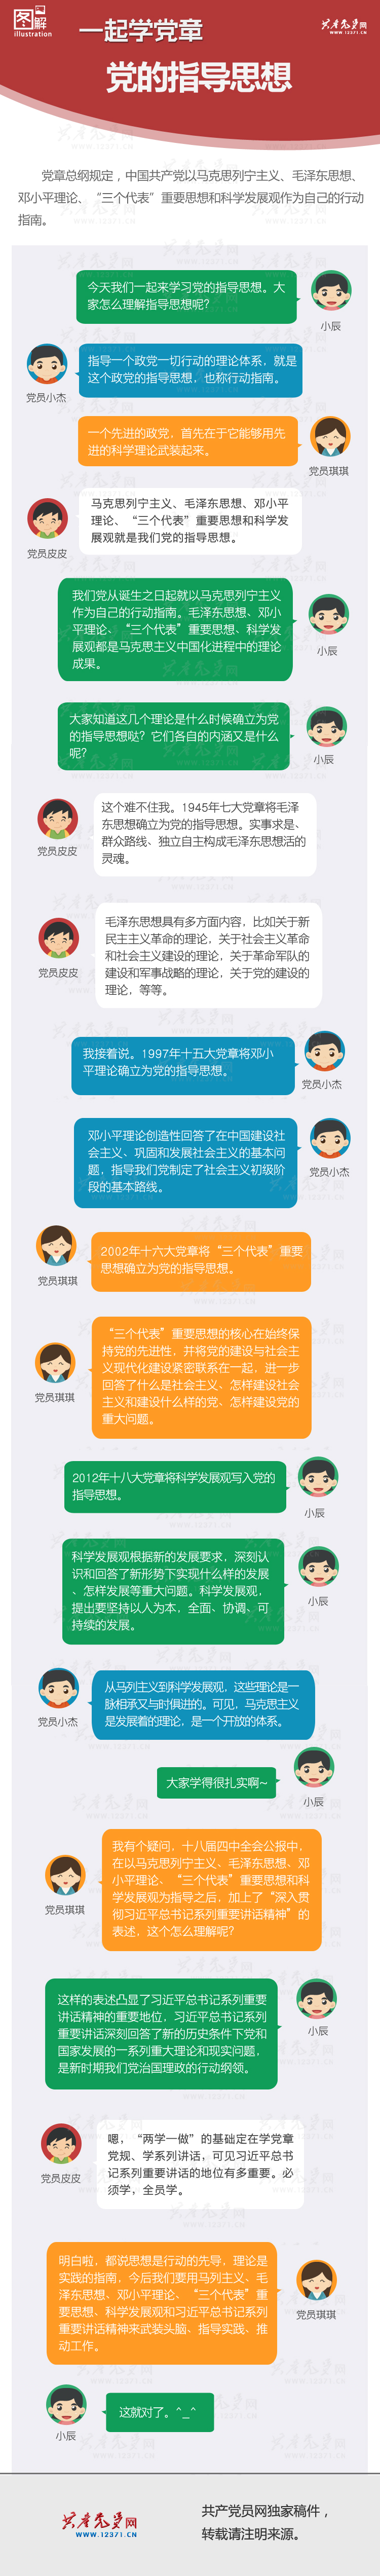 图解
illustration
共产党员网
WWW.12371.CN
一起学党章
党的指导思想
党章总纲规定，中国共产党以马克思列宁主义、毛泽东思想、
邓小平理论、“三个代表”重要思想和科学发展观作为自己的行动
指南。
今天我们一起来学习党的指导思想。大
家怎么理解指导思想呢？
小辰
指导一个政党一切行动的理论体系，就是
这个政党的指导思想，也称行动指南。
党员小杰
一个先进的政党，首先在于它能够用先
进的科学理论武装起来。
党员琪琪
马克思列宁主义、毛泽东思想、邓小平
理论、“三个代表”重要思想和科学发
展观就是我们党的指导思想。
党员皮皮
我们党从诞生之日起就以马克思列宁主义
作为自己的行动指南。毛泽东思想、邓小
平理论、“三个代表”重要思想、科学发
展观都是马克思主义中国化进程中的理论
成果。
小辰
大家知道这几个理论是什么时候确立为党
的指导思想哒？它们各自的内涵又是什么
呢？
小辰
这个难不住我。1945年七大党章将毛泽
东思想确立为党的指导思想。实事求是、
群众路线、独立自主构成毛泽东思想活的
灵魂。
党员皮皮
毛泽东思想具有多方面内容，比如关于新
民主主义革命的理论，关于社会主义革命
和社会主义建设的理论，关于革命军队的
建设和军事战略的理论，关于党的建设的
理论，等等。
党员皮皮
我接着说。1997年十五大党章将邓小
平理论确立为党的指导思想。
党员小杰
邓小平理论创造性回答了在中国建设社
会主义、巩固和发展社会主义的基本问
题，指导我们党制定了社会主义初级阶
段的基本路线。
党员小杰
2002年十六大党章将“三个代表”重要
思想确立为党的指导思想。
党员琪琪
“三个代表”重要思想的核心在始终保
持党的先进性，并将党的建设与社会主
义现代化建设紧密联系在一起，进一步
回答了什么是社会主义、怎样建设社会
主义和建设什么样的党、怎样建设党的
重大问题。
党员琪琪
2012年十八大党章将科学发展观写入党的
指导思想。
小辰
科学发展观根据新的发展要求，深刻认
识和回答了新形势下实现什么样的发展
、怎样发展等重大问题。科学发展观，
提出要坚持以人为本，全面、协调、可
持续的发展。
小辰
从马列主义到科学发展观，这些理论是一
脉相承又与时俱进的。可见，马克思主义
是发展着的理论，是一个开放的体系。
党员小杰
大家学得很扎实啊~
小辰
我有个疑问，十八届四中全会公报中，
在以马克思列宁主义、毛泽东思想、邓
小平理论、“三个代表”重要思想和科
学发展观为指导之后，加上了“深入贯
彻习近平总书记系列重要讲话精神”的
表述，这个怎么理解呢？
党员琪琪
这样的表述凸显了习近平总书记系列重要
讲话精神的重要地位，习近平总书记系列
重要讲话深刻回答了新的历史条件下党和
国家发展的一系列重大理论和现实问题，
是新时期我们党治国理政的行动纲领。
小辰
嗯，“两学一做”的基础定在学党章
党规、学系列讲话，可见习近平总书
记系列重要讲话的地位有多重要。必
须学，全员学。
党员皮皮
明白啦，都说思想是行动的先导，理论是
实践的指南，今后我们要用马列主义、毛
泽东思想、邓小平理论、“三个代表”重
要思想、科学发展观和习近平总书记系列
重要讲话精神来武装头脑、指导实践、推
动工作。
党员琪琪
这就对了。^_^
小辰
共产党员网
WWW.12371.CN
共产党员网独家稿件，
转载请注明来源。